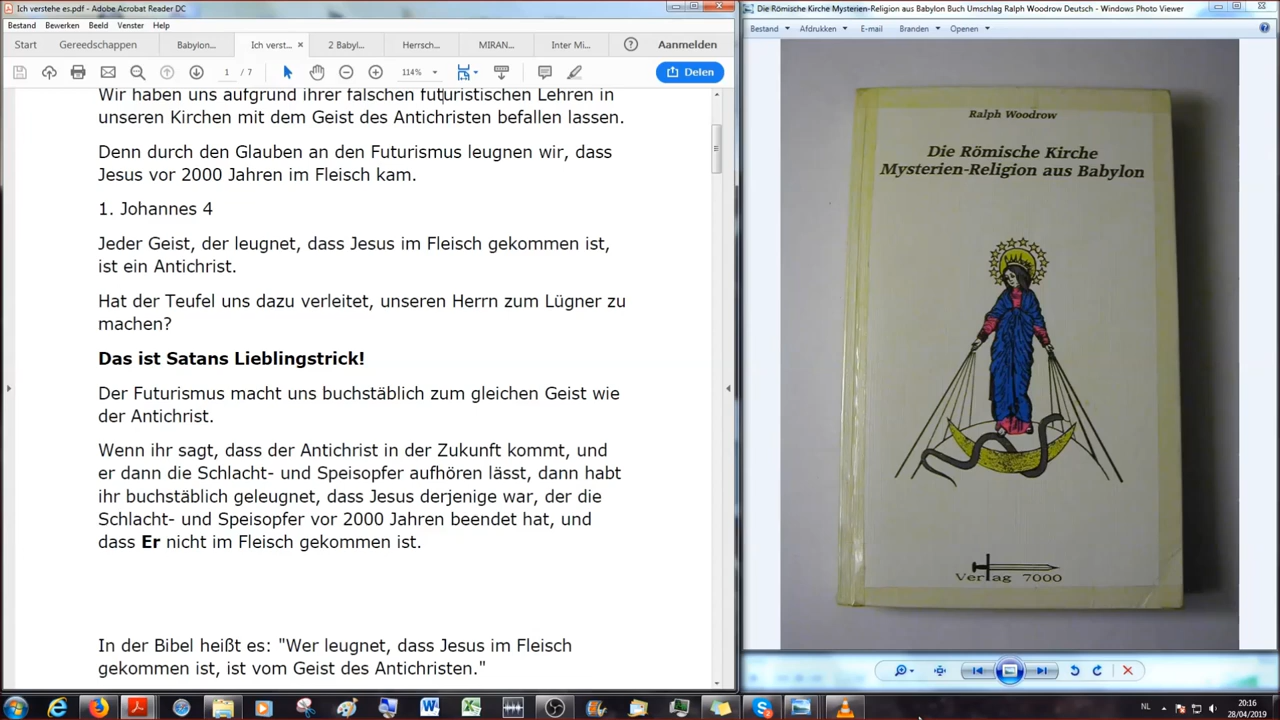 Ich verstehe es.pdf - Adobe Acrobat Reader DC
Bestand Bewerken Beeld Venster Help
Start Gereedschappen Babylon... Ich verst... × 2 Babyl... Herrsch... MIRAN... Inter Mi... Aanmelden
1 / 7 114% Delen
Wir haben uns aufgrund ihrer falschen futuristischen Lehren in
unseren Kirchen mit dem Geist des Antichristen befallen lassen.
Denn durch den Glauben an den Futurismus leugnen wir, dass
Jesus vor 2000 Jahren im Fleisch kam.
1. Johannes 4
Jeder Geist, der leugnet, dass Jesus im Fleisch gekommen ist,
ist ein Antichrist.
Hat der Teufel uns dazu verleitet, unseren Herrn zum Lügner zu
machen?
Das ist Satans Lieblingstrick!
Der Futurismus macht uns buchstäblich zum gleichen Geist wie
der Antichrist.
Wenn ihr sagt, dass der Antichrist in der Zukunft kommt, und
er dann die Schlacht- und Speisopfer aufhören lässt, dann habt
ihr buchstäblich geleugnet, dass Jesus derjenige war, der die
Schlacht- und Speisopfer vor 2000 Jahren beendet hat, und
dass Er nicht im Fleisch gekommen ist.
In der Bibel heißt es: "Wer leugnet, dass Jesus im Fleisch
gekommen ist, ist vom Geist des Antichristen."
Die Römische Kirche Mysterien-Religion aus Babylon Buch Umschlag Ralph Woodrow Deutsch - Windows Photo Viewer
Bestand Afdrukken E-mail Branden Openen
Ralph Woodrow
Die Römische Kirche
Mysterien-Religion aus Babylon
Verlag 7000
NL 20:16
28/04/2019